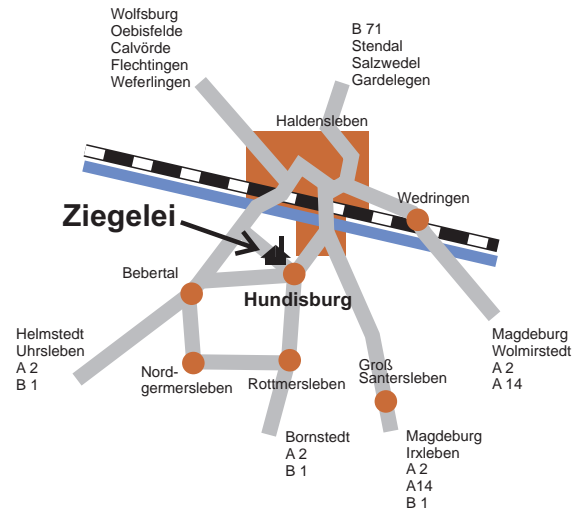 Wolfsburg
Oebisfelde
Calvörde
Flechtingen
Weferlingen
B 71
Stendal
Salzwedel
Gardelegen
Haldensleben
Wedringen
Ziegelei
Bebertal
Hundisburg
Helmstedt
Uhrsleben
A 2
B 1
Nord-
germersleben
Rottmersleben
Groß
Santersleben
Magdeburg
Wolmirstedt
A 2
A 14
Bornstedt
A 2
B 1
Magdeburg
Irxleben
A 2
A14
B 1